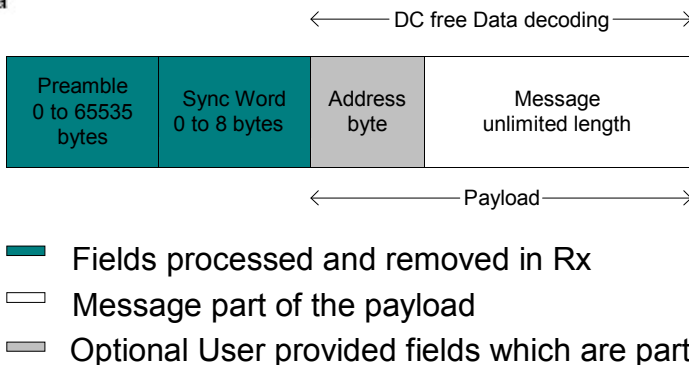 DC free Data decoding
Preamble
0 to 65535
bytes
Sync Word
0 to 8 bytes
Address
byte
Message
unlimited length
Payload
Fields processed and removed in Rx
Message part of the payload
Optional User provided fields which are part